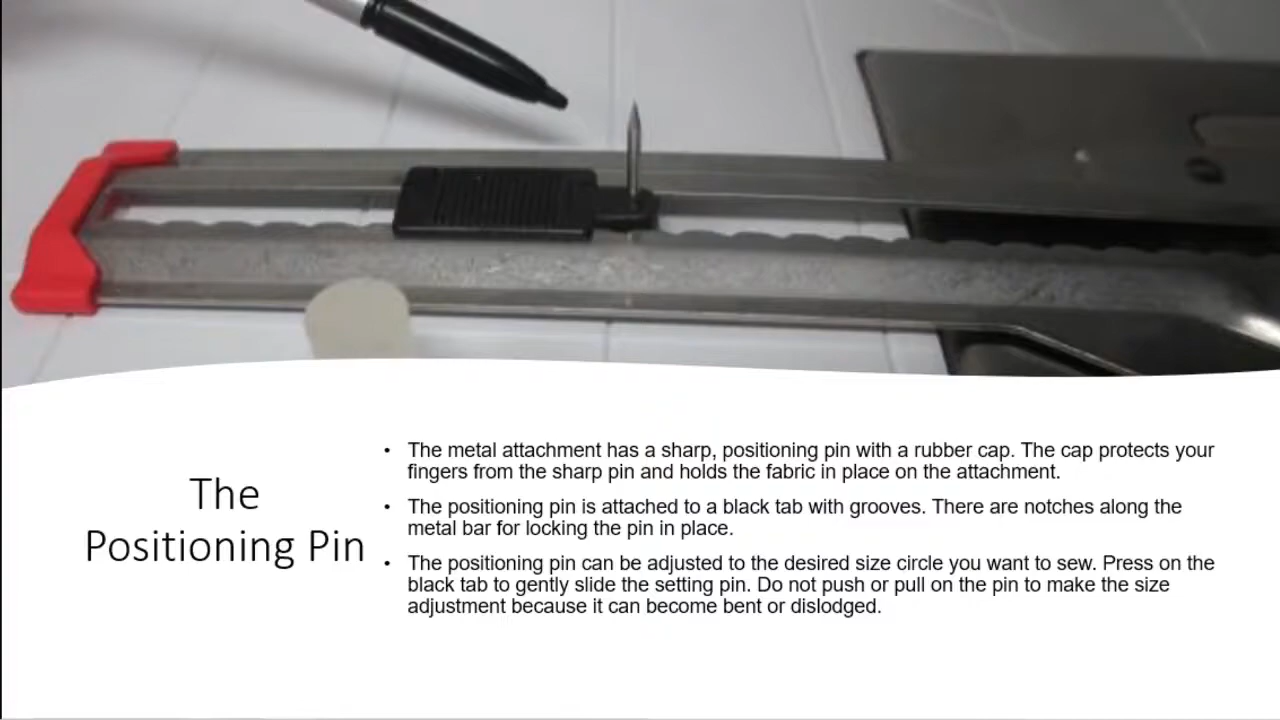 The
Positioning Pin
• The metal attachment has a sharp, positioning pin with a rubber cap. The cap protects your
fingers from the sharp pin and holds the fabric in place on the attachment.
• The positioning pin is attached to a black tab with grooves. There are notches along the
metal bar for locking the pin in place.
• The positioning pin can be adjusted to the desired size circle you want to sew. Press on the
black tab to gently slide the setting pin. Do not push or pull on the pin to make the size
adjustment because it can become bent or dislodged.